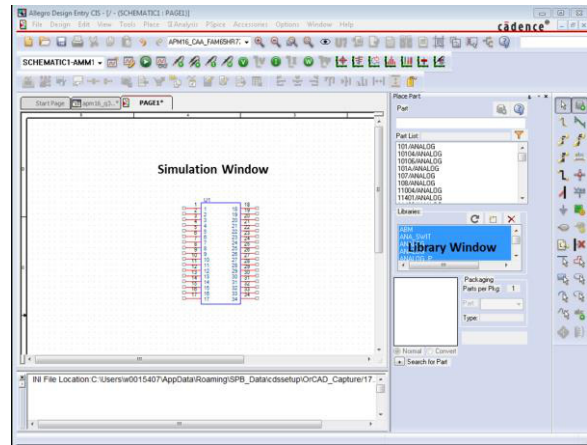 Allegro Design Entry CIS - [/ - (SCHEMATIC1 : PAGE1)]
File Design Edit View Tools Place SI Analysis PSpice Accessories Options Window Help
cādence
APM16_CAA_FAM65HR7:
SCHEMATIC1-AMM1
Start Page
PAGE1*
Place Part
Part
Part List:
101/ANALOG
10104/ANALOG
10106/ANALOG
101A/ANALOG
107/ANALOG
108/ANALOG
11004/ANALOG
11401/ANALOG
Simulation Window
Libraries:
ABM
Library Window
Packaging
Parts per Pkg: 1
Part:
Type:
Normal Convert
Search for Part
INI File Location:C:\Users\w0015407\AppData\Roaming\SPB_Data\cdssetup\OrCAD_Capture/17.